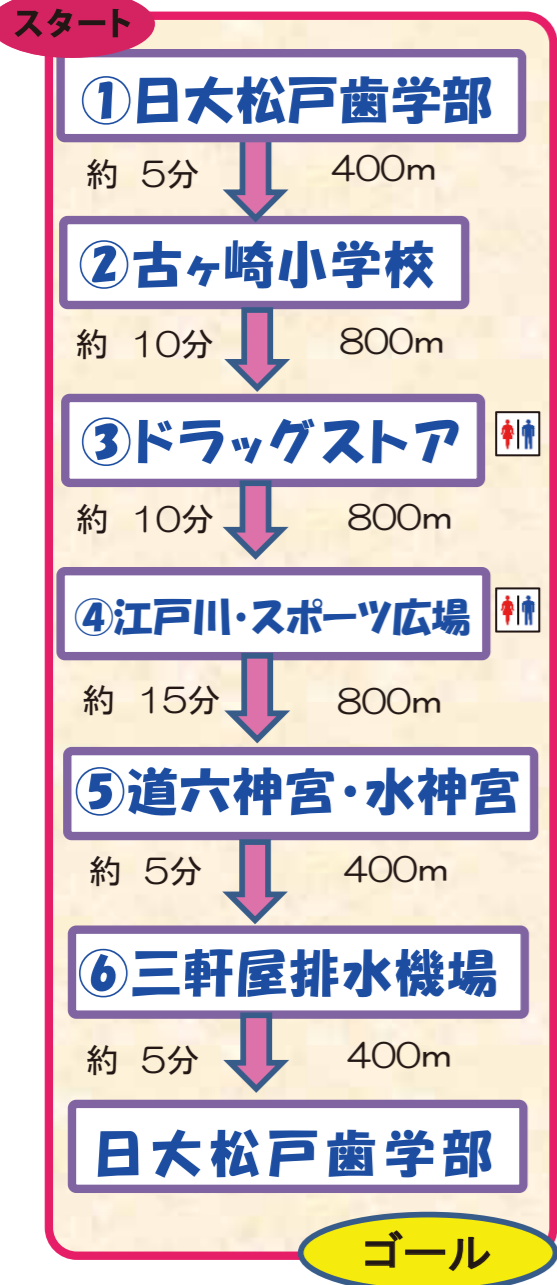 スタート
①日大松戸歯学部
約 5分 400m
②古ヶ崎小学校
約 10分 800m
③ドラッグストア
約 10分 800m
④江戸川・スポーツ広場
約 15分 800m
⑤道六神宮・水神宮
約 5分 400m
⑥三軒屋排水機場
約 5分 400m
日大松戸歯学部
ゴール